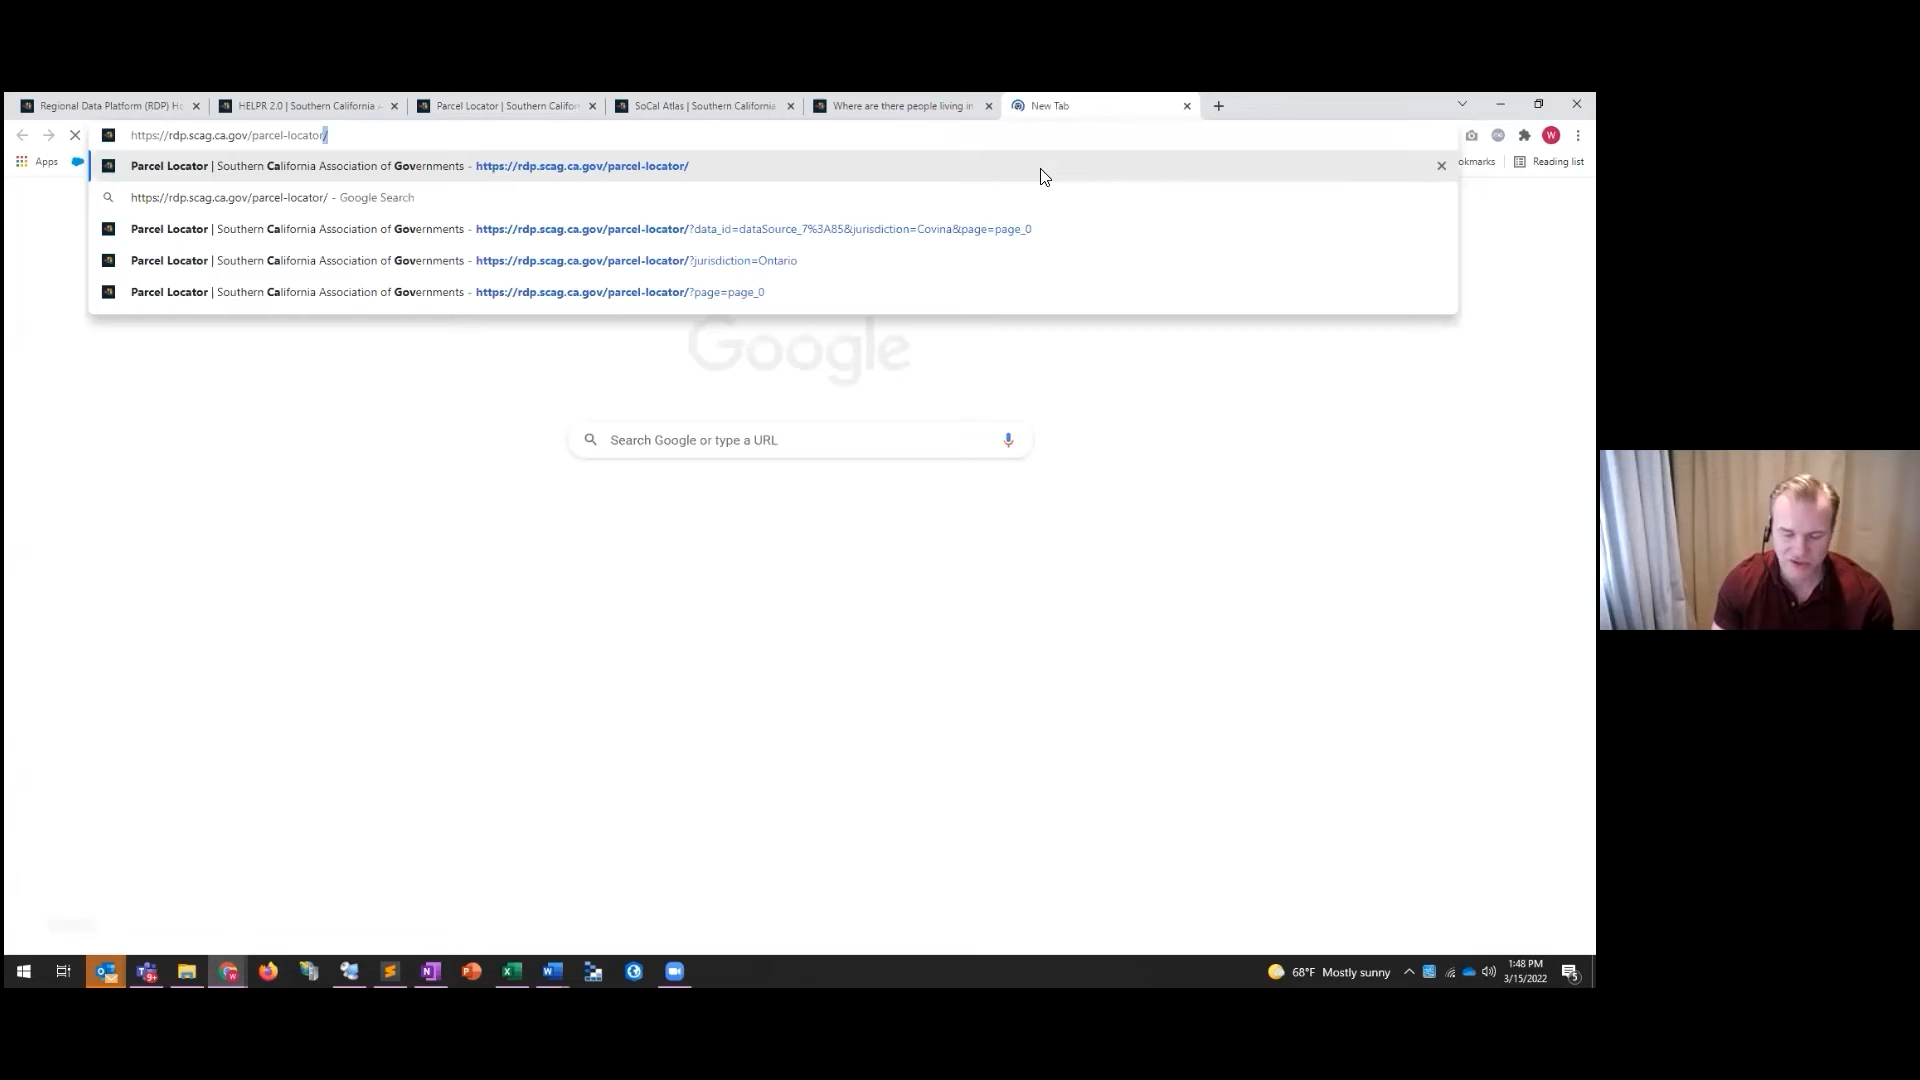 Regional Data Platform (RDP) Ho
HELPR 2.0 | Southern California A
Parcel Locator | Southern Californ
SoCal Atlas | Southern California
Where are there people living in
New Tab
https://rdp.scag.ca.gov/parcel-locator/
W
Apps
okmarks
Reading list
Parcel Locator | Southern California Association of Governments - https://rdp.scag.ca.gov/parcel-locator/
https://rdp.scag.ca.gov/parcel-locator/ - Google Search
Parcel Locator | Southern California Association of Governments - https://rdp.scag.ca.gov/parcel-locator/?data_id=dataSource_7%3A85&jurisdiction=Covina&page=page_0
Parcel Locator | Southern California Association of Governments - https://rdp.scag.ca.gov/parcel-locator/?jurisdiction=Ontario
Parcel Locator | Southern California Association of Governments - https://rdp.scag.ca.gov/parcel-locator/?page=page_0
Google
Search Google or type a URL
68°F Mostly sunny
1:48 PM
3/15/2022
5